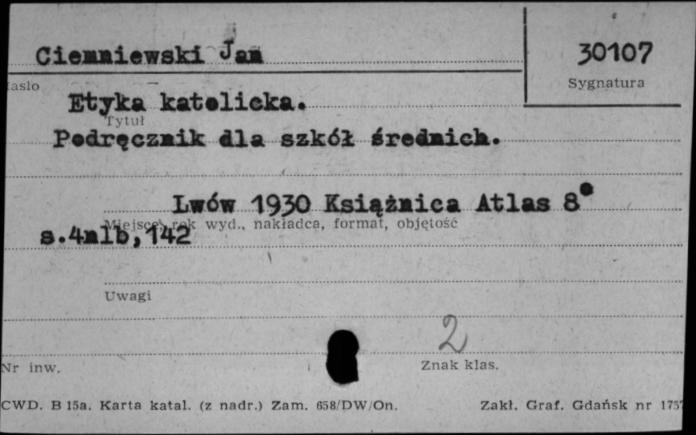 Ciemniewski Jan
30107
Sygnatura
asło
Etyka katolicka.
Tytuł
Podręcznik dla szkół średnich.
Lwów 1930 Książnica Atlas 8°
Miejsce, rok wyd., nakładca, format, objętość
s.4nlb,142
Uwagi
2
Nr inw.
Znak klas.
CWD. B 15a. Karta katal. (z nadr.) Zam. 658/DW/On.
Zakł. Graf. Gdańsk nr 1757